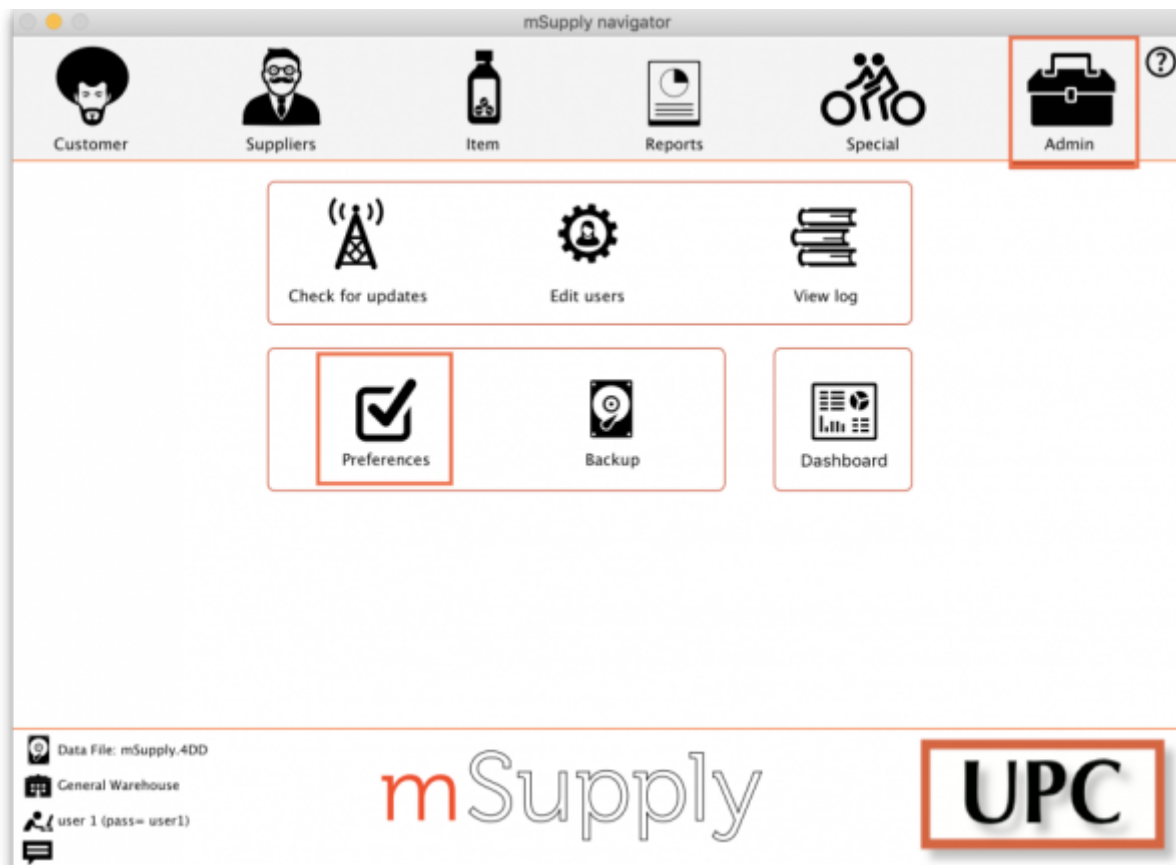 mSupply navigator
Customer
Suppliers
Item
Reports
Special
Admin
?
Check for updates
Edit users
View log
Preferences
Backup
Dashboard
Data File: mSupply.4DD
General Warehouse
user 1 (pass= user1)
mSupply
UPC